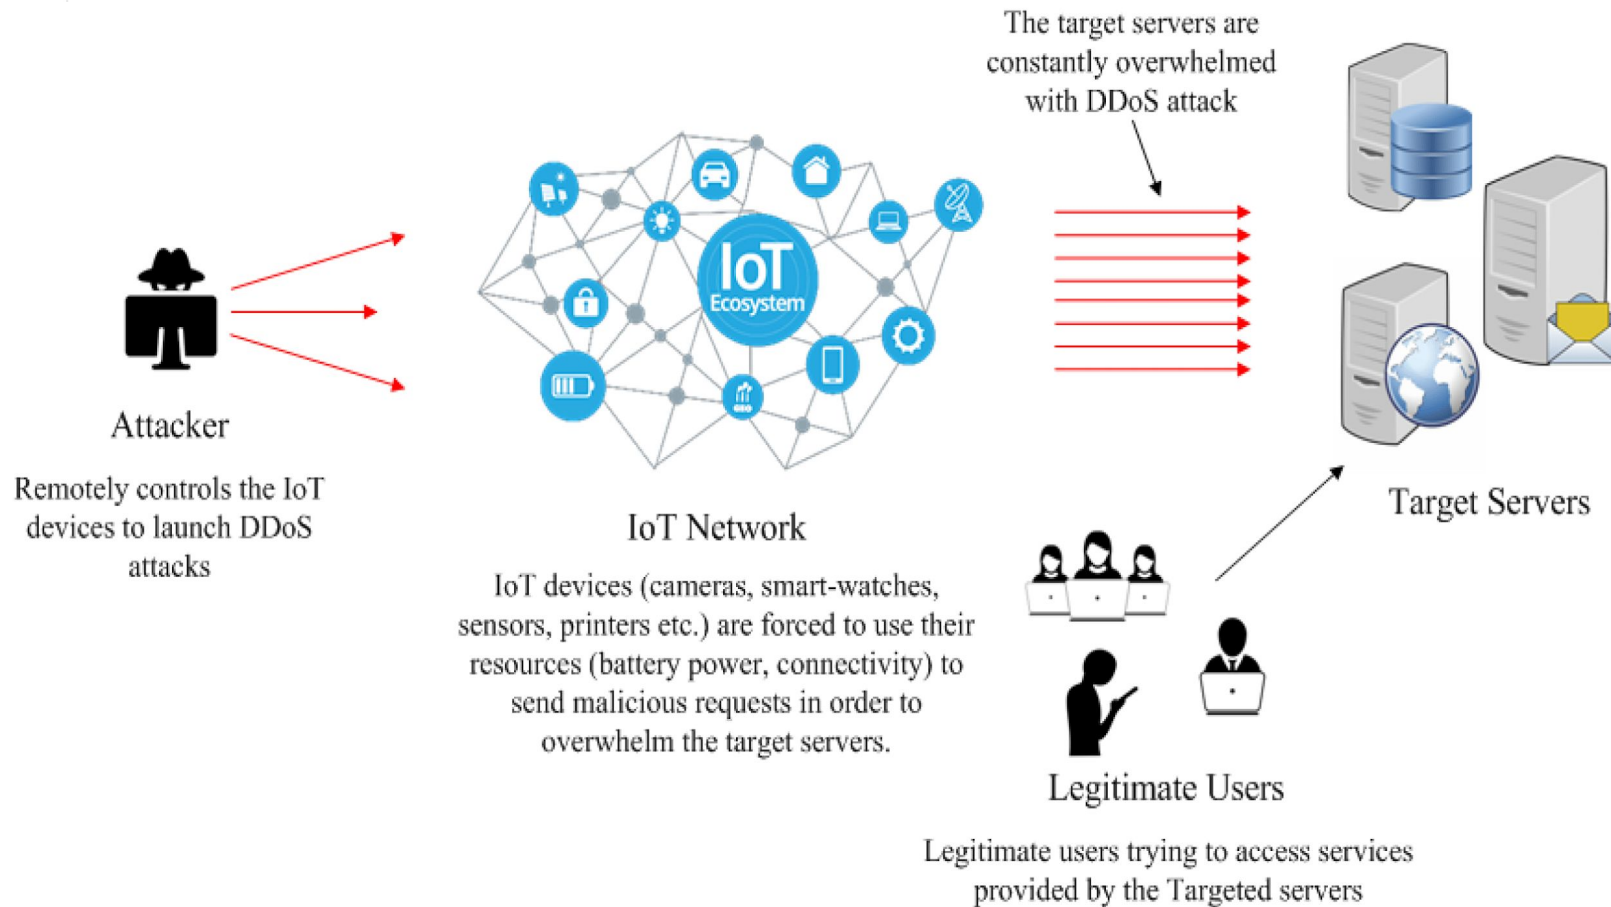 The target servers are
constantly overwhelmed
with DDoS attack
IoT
Ecosystem
Attacker
Remotely controls the IoT
devices to launch DDoS
attacks
IoT Network
IoT devices (cameras, smart-watches,
sensors, printers etc.) are forced to use their
resources (battery power, connectivity) to
send malicious requests in order to
overwhelm the target servers.
Target Servers
Legitimate Users
Legitimate users trying to access services
provided by the Targeted servers